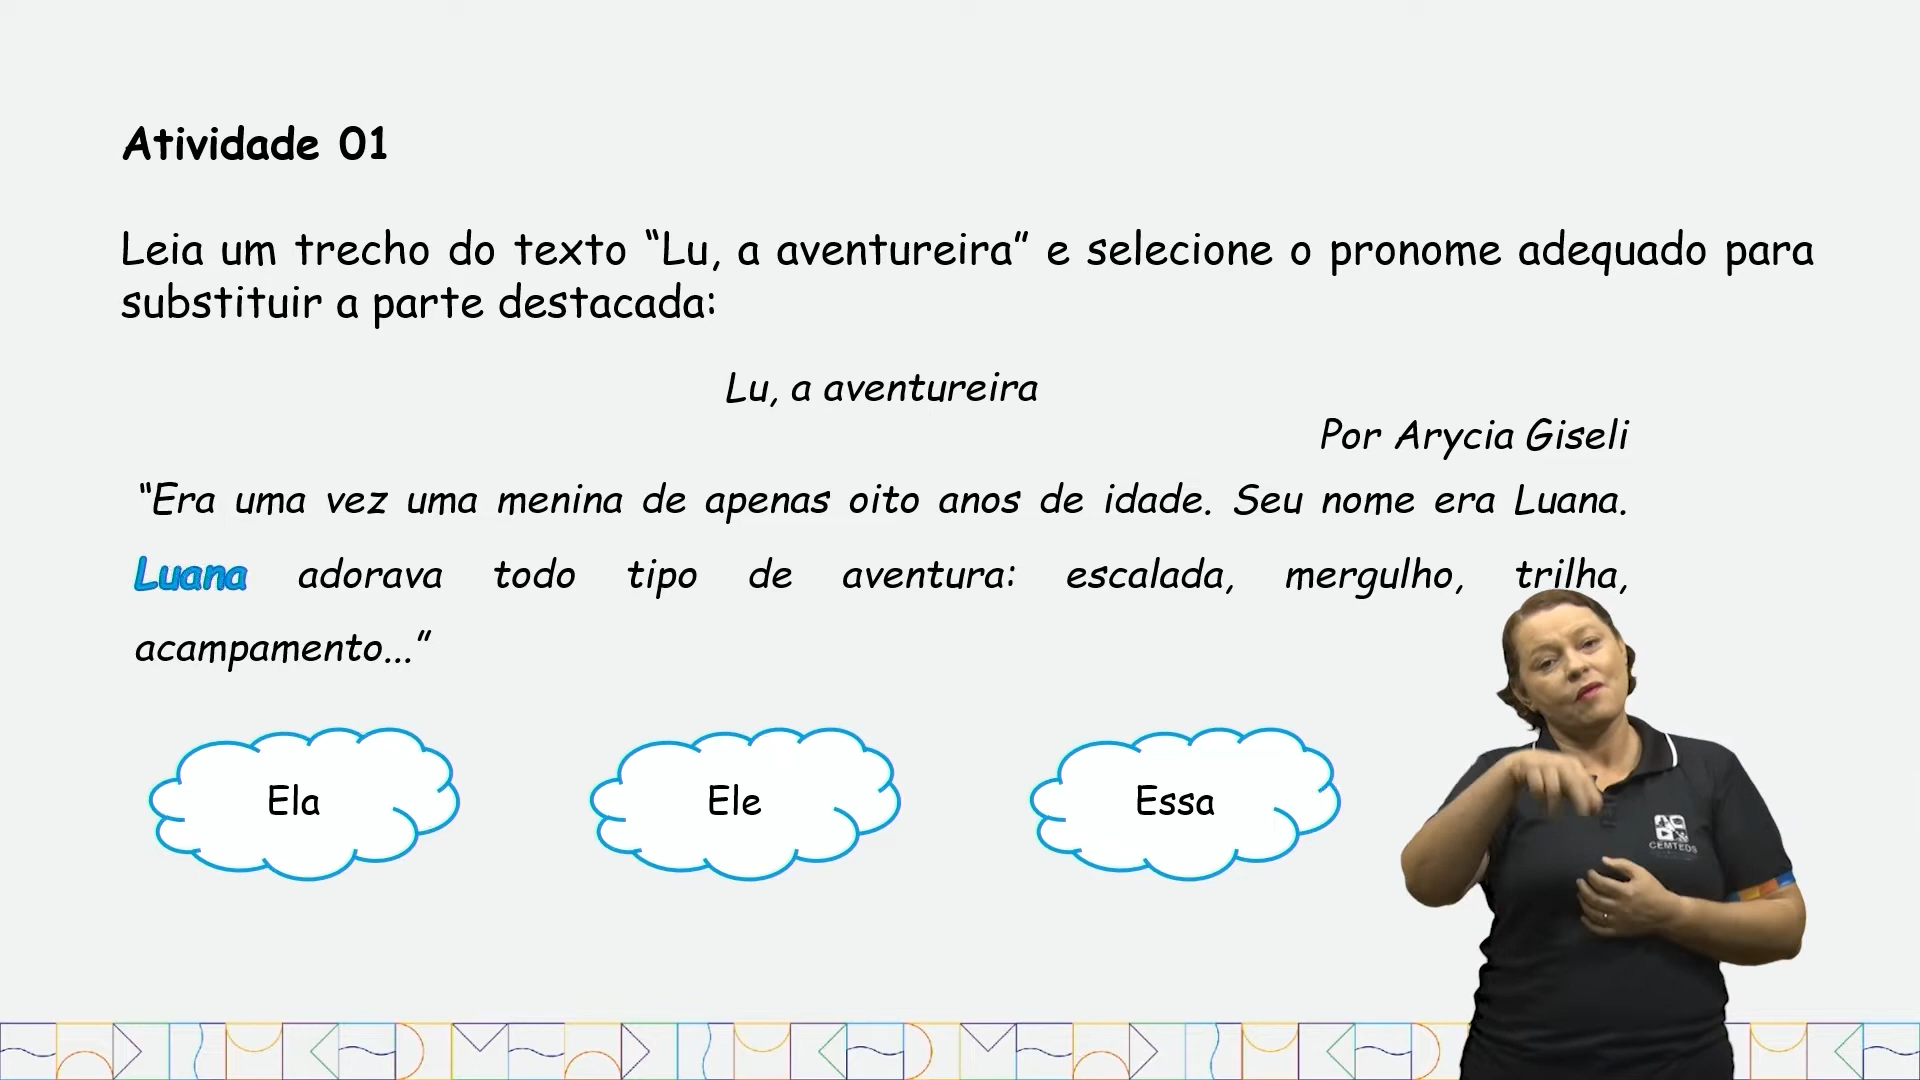 Atividade 01
Leia um trecho do texto “Lu, a aventureira” e selecione o pronome adequado para
substituir a parte destacada:
Lu, a aventureira
Por Arycia Giseli
“Era uma vez uma menina de apenas oito anos de idade. Seu nome era Luana.
Luana adorava todo tipo de aventura: escalada, mergulho, trilha,
acampamento...”
Ela
Ele
Essa
CEMTEDS